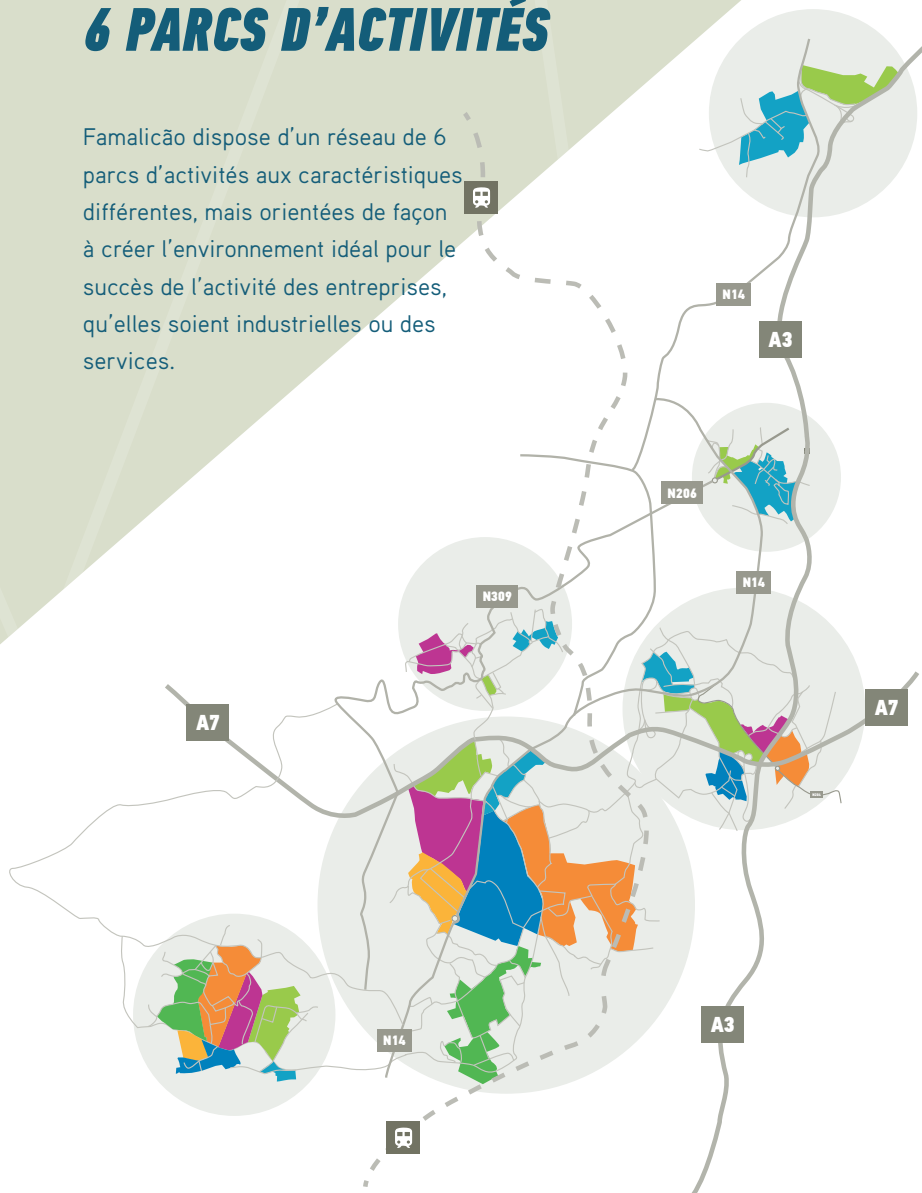 6 PARCS D'ACTIVITÉS
Famalicão dispose d'un réseau de 6
parcs d'activités aux caractéristiques
différentes, mais orientées de façon
à créer l'environnement idéal pour le
succès de l'activité des entreprises,
qu'elles soient industrielles ou des
services.
N14
A3
N206
N14
N309
A7
A7
N14
A3